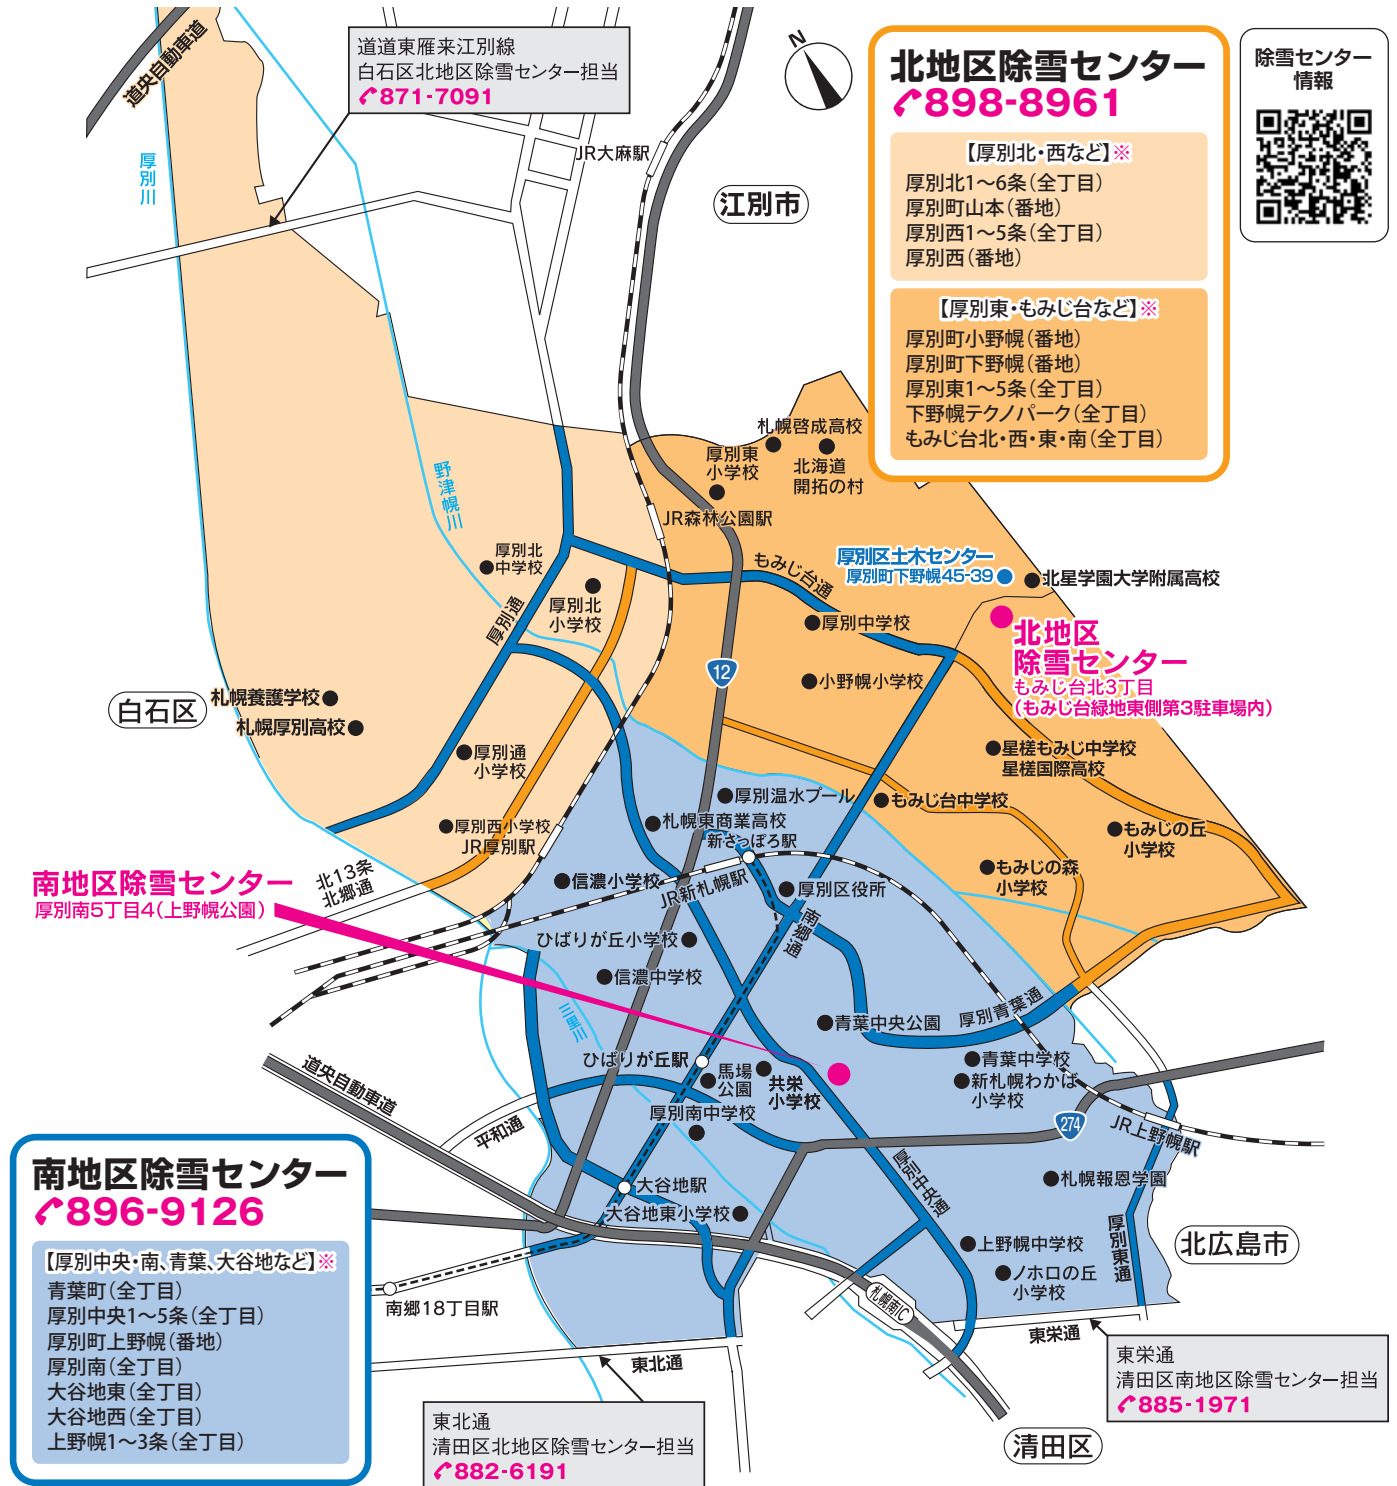 道央自動車道
道道東雁来江別線
白石区北地区除雪センター担当
871-7091
N
北地区除雪センター
898-8961
【厚別北・西など】※
厚別北1〜6条（全丁目）
厚別町山本（番地）
厚別西1〜5条（全丁目）
厚別西（番地）
【厚別東・もみじ台など】※
厚別町小野幌（番地）
厚別町下野幌（番地）
厚別東1〜5条（全丁目）
下野幌テクノパーク（全丁目）
もみじ台北・西・東・南（全丁目）
除雪センター
情報
厚別川
JR大麻駅
江別市
札幌啓成高校
厚別東
小学校
北海道
開拓の村
野津幌川
JR森林公園駅
厚別北
中学校
もみじ台通
厚別区土木センター
厚別町下野幌45-39
北星学園大学附属高校
厚別北
小学校
厚別通
厚別中学校
北地区
除雪センター
もみじ台北3丁目
（もみじ台緑地東側第3駐車場内）
12
小野幌小学校
白石区
札幌養護学校
札幌厚別高校
厚別通
小学校
星槎もみじ中学校
星槎国際高校
厚別温水プール
もみじ台中学校
厚別西小学校
JR厚別駅
札幌東商業高校
新さっぽろ駅
もみじの丘
小学校
もみじの森
小学校
北13条
北郷通
信濃小学校
JR新札幌駅
厚別区役所
南地区除雪センター
厚別南5丁目4（上野幌公園）
南郷通
ひばりが丘小学校
信濃中学校
三里川
青葉中央公園
厚別青葉通
ひばりが丘駅
馬場
公園
共栄
小学校
青葉中学校
新札幌わかば
小学校
道央自動車道
平和通
厚別南中学校
274
JR上野幌駅
南地区除雪センター
896-9126
【厚別中央・南、青葉、大谷地など】※
青葉町（全丁目）
厚別中央1〜5条（全丁目）
厚別町上野幌（番地）
厚別南（全丁目）
大谷地東（全丁目）
大谷地西（全丁目）
上野幌1〜3条（全丁目）
大谷地駅
大谷地東小学校
厚別中央通
札幌報恩学園
厚別東通
上野幌中学校
ノホロの丘
小学校
北広島市
南郷18丁目駅
札幌南IC
東北通
東栄通
東栄通
清田区南地区除雪センター担当
885-1971
東北通
清田区北地区除雪センター担当
882-6191
清田区